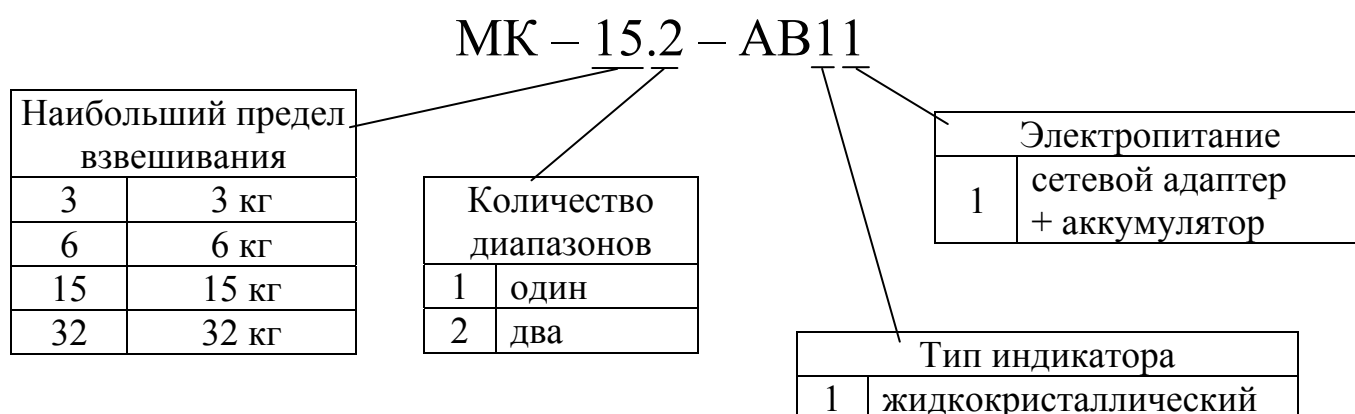 МК – 15.2 – АВ11
Наибольший предел
взвешивания
3 3 кг
6 6 кг
15 15 кг
32 32 кг
Количество
диапазонов
1 один
2 два
Электропитание
1 сетевой адаптер
+ аккумулятор
Тип индикатора
1 жидкокристаллический